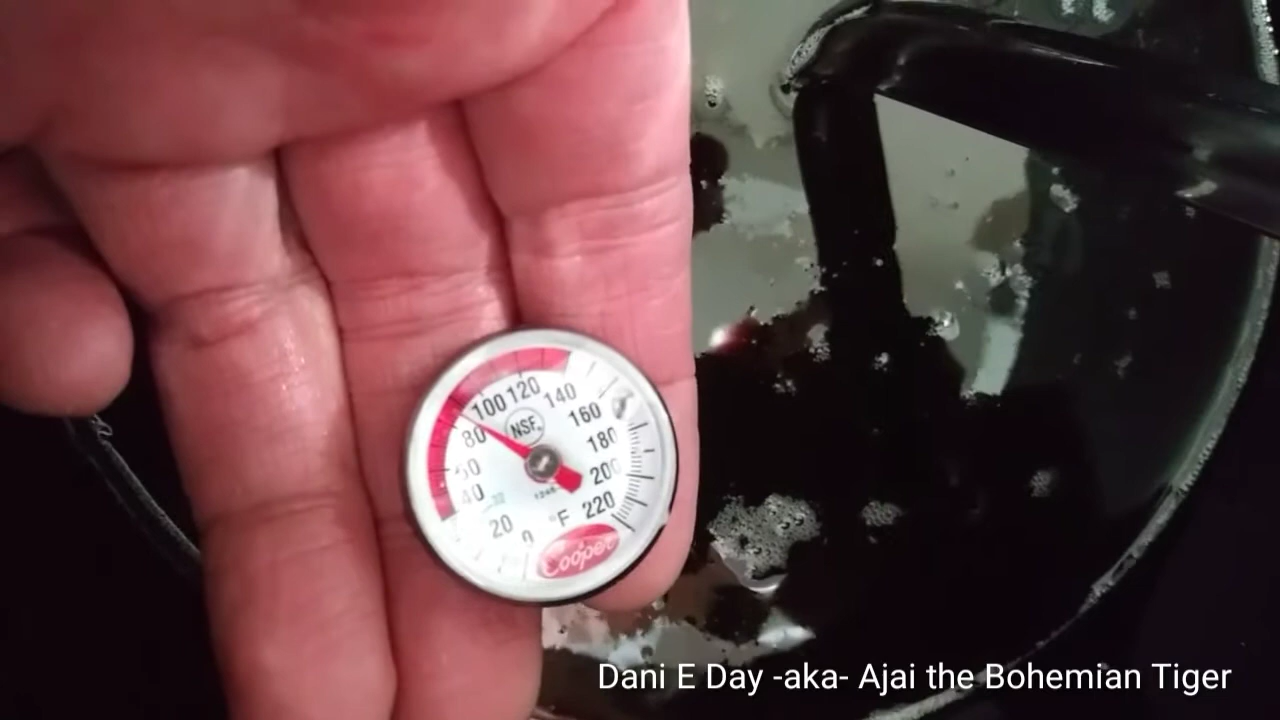 100 120 140
80 NSF 160
60 180
40 200
20 °F 220
0
Cooper
Dani E Day -aka- Ajai the Bohemian Tiger